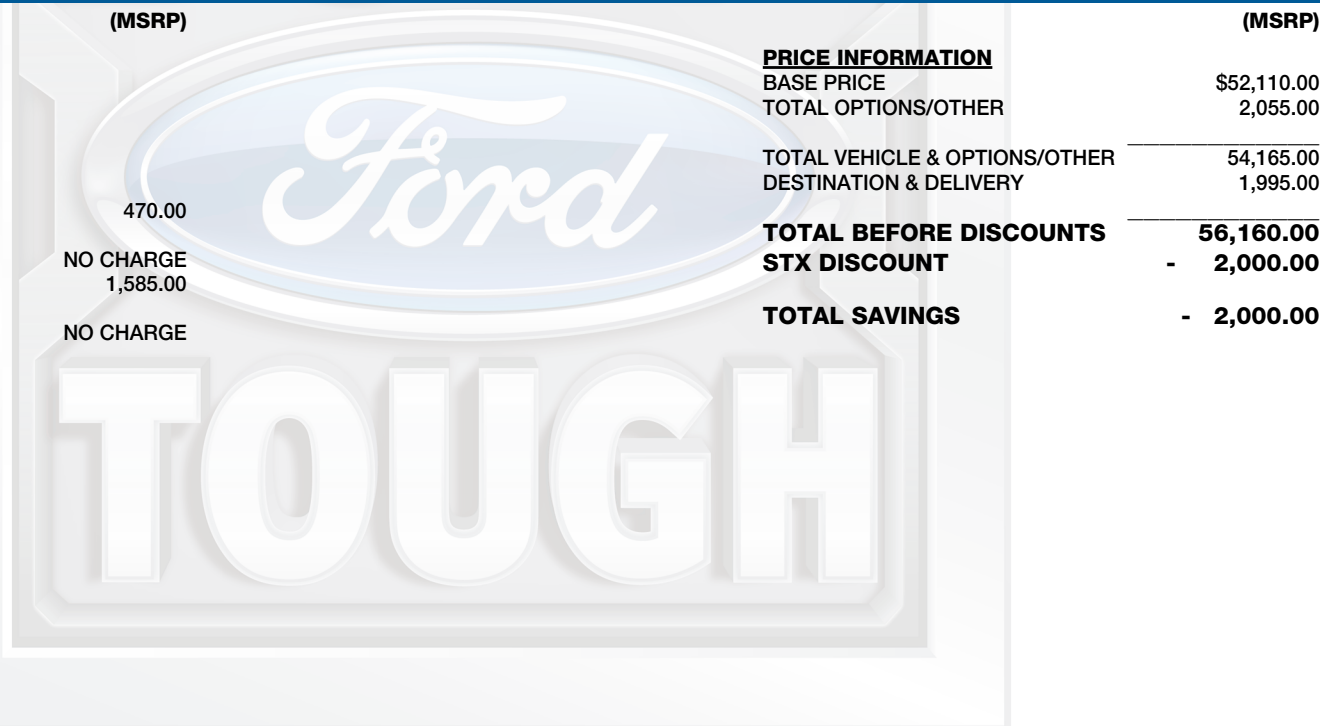 (MSRP)
470.00
NO CHARGE
1,585.00
NO CHARGE
(MSRP)
PRICE INFORMATION
BASE PRICE $52,110.00
TOTAL OPTIONS/OTHER 2,055.00
TOTAL VEHICLE & OPTIONS/OTHER 54,165.00
DESTINATION & DELIVERY 1,995.00
TOTAL BEFORE DISCOUNTS 56,160.00
STX DISCOUNT - 2,000.00
TOTAL SAVINGS - 2,000.00
Ford
TOUGH